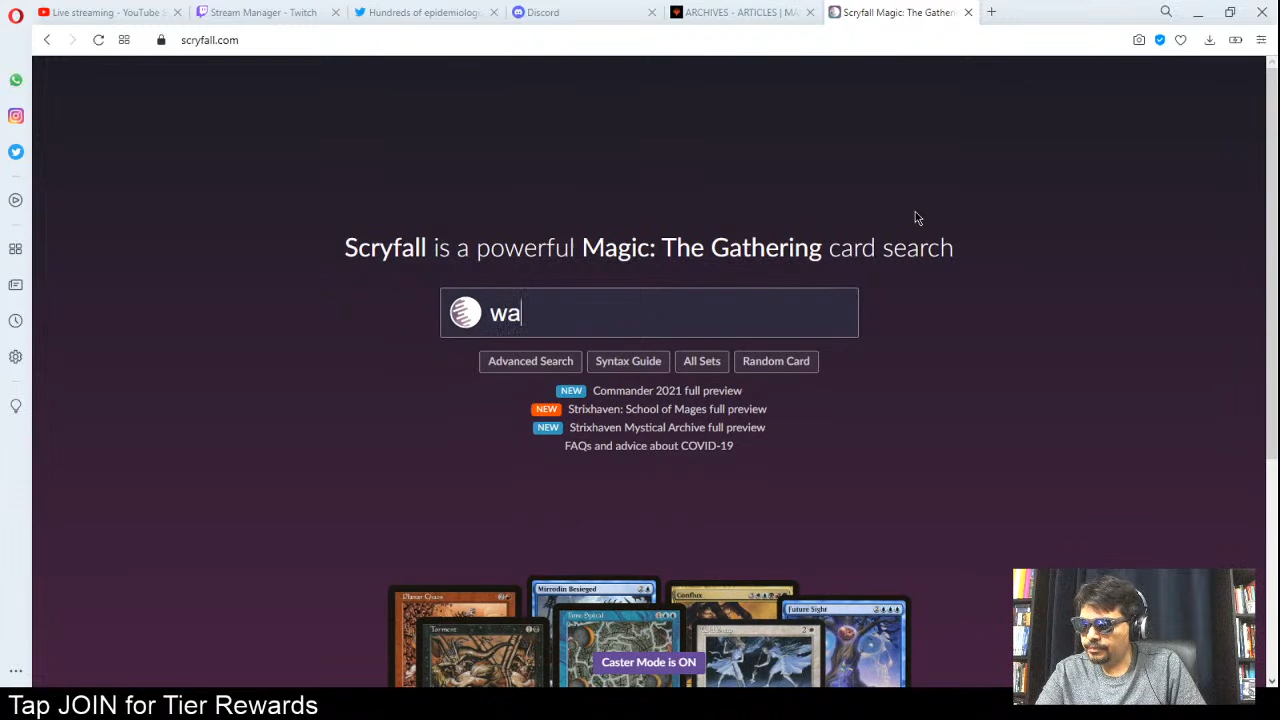 Live streaming - YouTube S
Stream Manager - Twitch
Hundreds of epidemiolog
Discord
ARCHIVES - ARTICLES | MA
Scryfall Magic: The Gatherin
scryfall.com
Scryfall is a powerful Magic: The Gathering card search
wa
Advanced Search
Syntax Guide
All Sets
Random Card
NEW Commander 2021 full preview
NEW Strixhaven: School of Mages full preview
NEW Strixhaven Mystical Archive full preview
FAQs and advice about COVID-19
Planar Chaos
Mirrodin Besieged
Conflux
Future Sight
Torment
Time Spiral
Caster Mode is ON
Tap JOIN for Tier Rewards